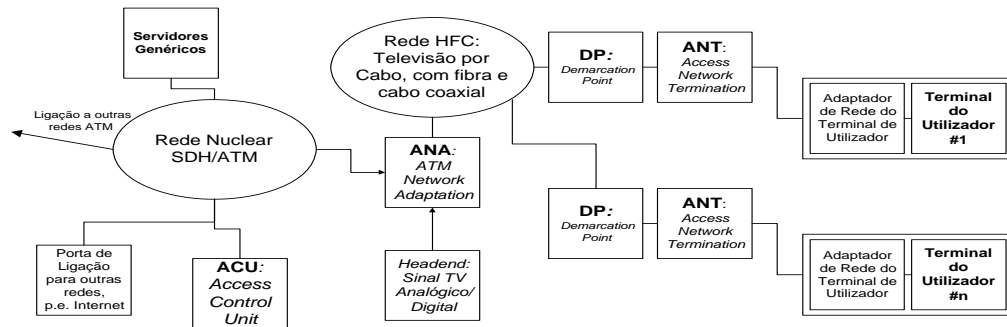 Servidores
Genéricos
Ligação a outras
redes ATM
Rede Nuclear
SDH/ATM
Porta de
Ligação
para outras
redes,
p.e. Internet
ACU:
Access
Control
Unit
Rede HFC:
Televisão por
Cabo, com fibra e
cabo coaxial
ANA:
ATM
Network
Adaptation
Headend:
Sinal TV
Analógico/
Digital
DP:
Demarcation
Point
ANT:
Access
Network
Termination
Adaptador
de Rede do
Terminal de
Utilizador
Terminal
do
Utilizador
#1
DP:
Demarcation
Point
ANT:
Access
Network
Termination
Adaptador
de Rede do
Terminal de
Utilizador
Terminal
do
Utilizador
#n